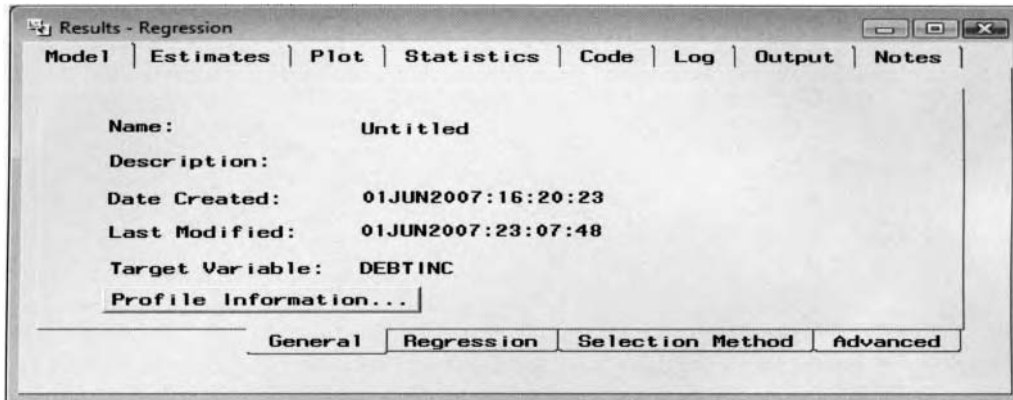 Results - Regression
Model Estimates Plot Statistics Code Log Output Notes
Name: Untitled
Description:
Date Created: 01JUN2007:16:20:23
Last Modified: 01JUN2007:23:07:48
Target Variable: DEBTINC
Profile Information...
General Regression Selection Method Advanced